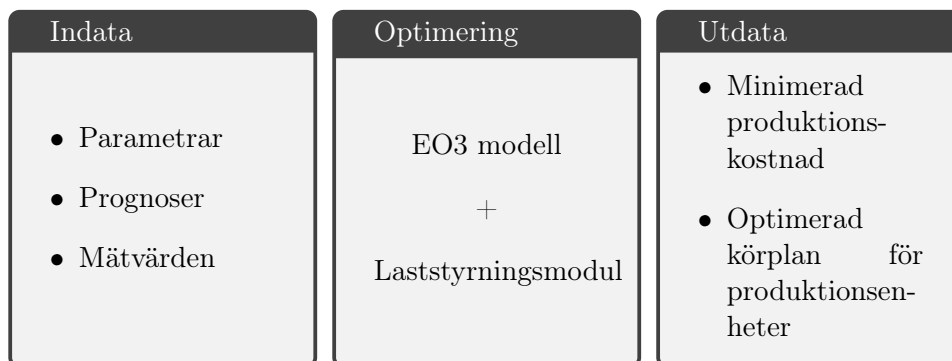 Indata
• Parametrar
• Prognoser
• Mätvärden
Optimering
EO3 modell
+
Laststyrningsmodul
Utdata
• Minimerad
produktions-
kostnad
• Optimerad
körplan för
produktionsen-
heter